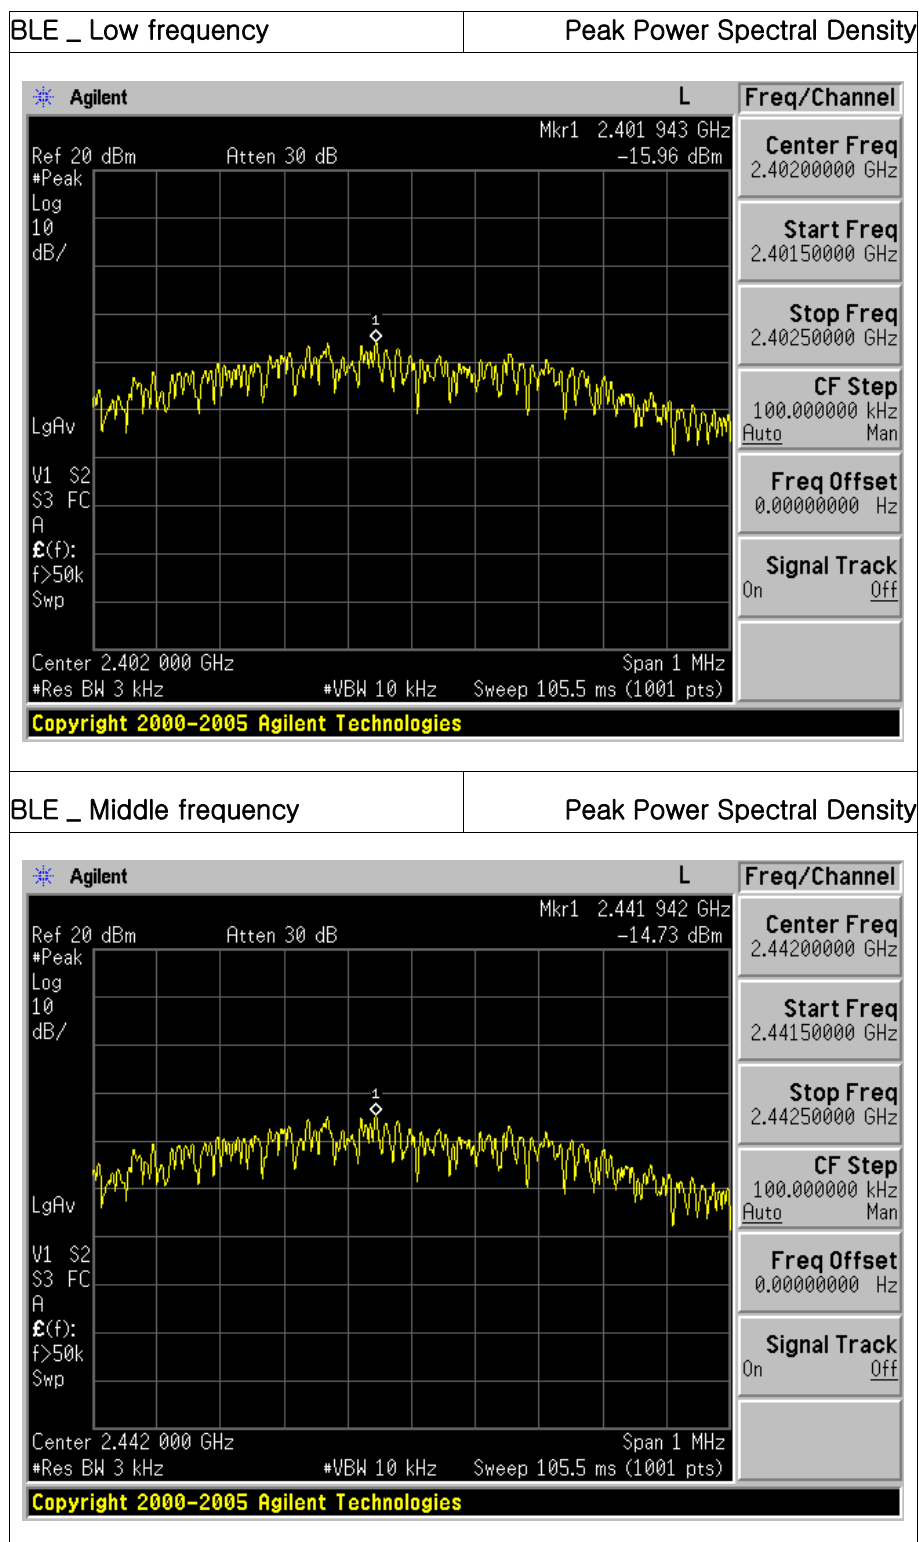 BLE _ Low frequency Peak Power Spectral Density
Agilent L Freq/Channel
Mkr1 2.401 943 GHz
Ref 20 dBm Atten 30 dB -15.96 dBm
#Peak
Log
10
dB/
1
LgAv
V1 S2
S3 FC
A
£(f):
f>50k
Swp
Center 2.402 000 GHz Span 1 MHz
#Res BW 3 kHz #VBW 10 kHz Sweep 105.5 ms (1001 pts)
Copyright 2000-2005 Agilent Technologies
Center Freq
2.40200000 GHz
Start Freq
2.40150000 GHz
Stop Freq
2.40250000 GHz
CF Step
100.000000 kHz
Auto Man
Freq Offset
0.00000000 Hz
Signal Track
On Off
BLE _ Middle frequency Peak Power Spectral Density
Agilent L Freq/Channel
Mkr1 2.441 942 GHz
Ref 20 dBm Atten 30 dB -14.73 dBm
#Peak
Log
10
dB/
1
LgAv
V1 S2
S3 FC
A
£(f):
f>50k
Swp
Center 2.442 000 GHz Span 1 MHz
#Res BW 3 kHz #VBW 10 kHz Sweep 105.5 ms (1001 pts)
Copyright 2000-2005 Agilent Technologies
Center Freq
2.44200000 GHz
Start Freq
2.44150000 GHz
Stop Freq
2.44250000 GHz
CF Step
100.000000 kHz
Auto Man
Freq Offset
0.00000000 Hz
Signal Track
On Off